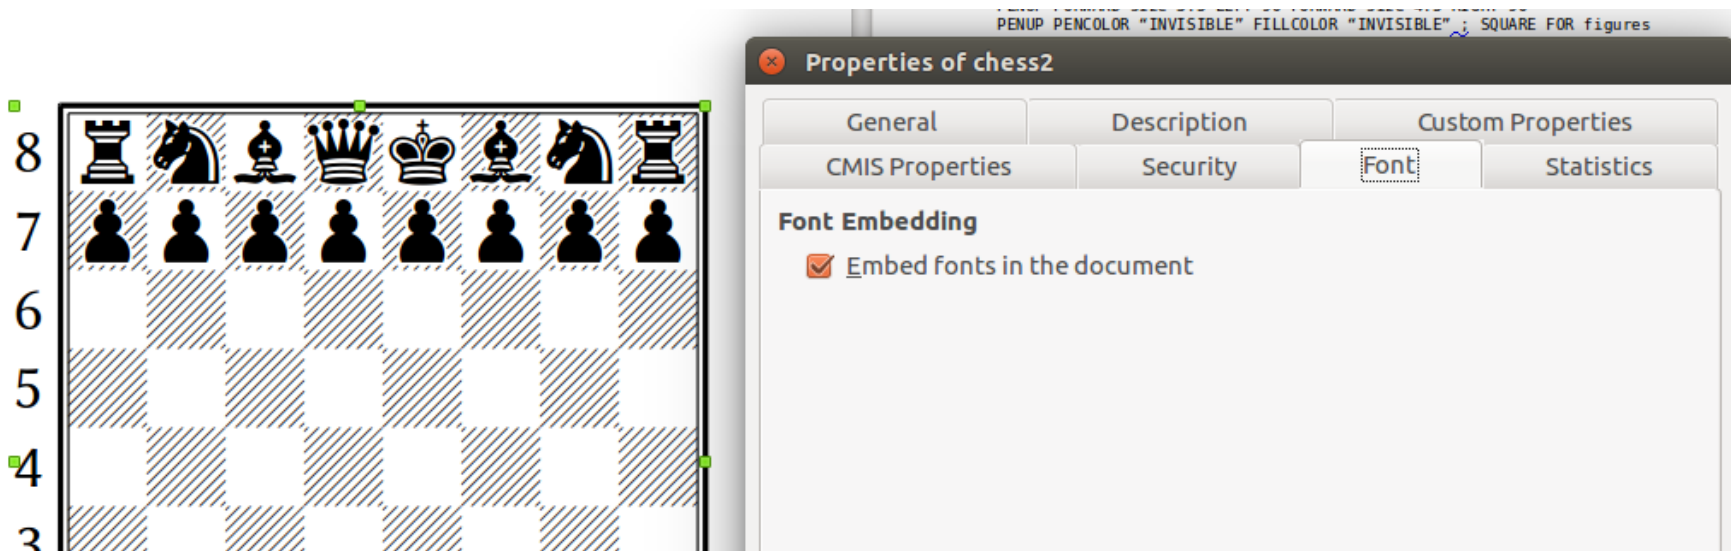 PENUP PENCOLOR “INVISIBLE” FILLCOLOR “INVISIBLE” ; SQUARE FOR figures
Properties of chess2
General Description Custom Properties
CMIS Properties Security Font Statistics
Font Embedding
Embed fonts in the document
8
7
6
5
4
3